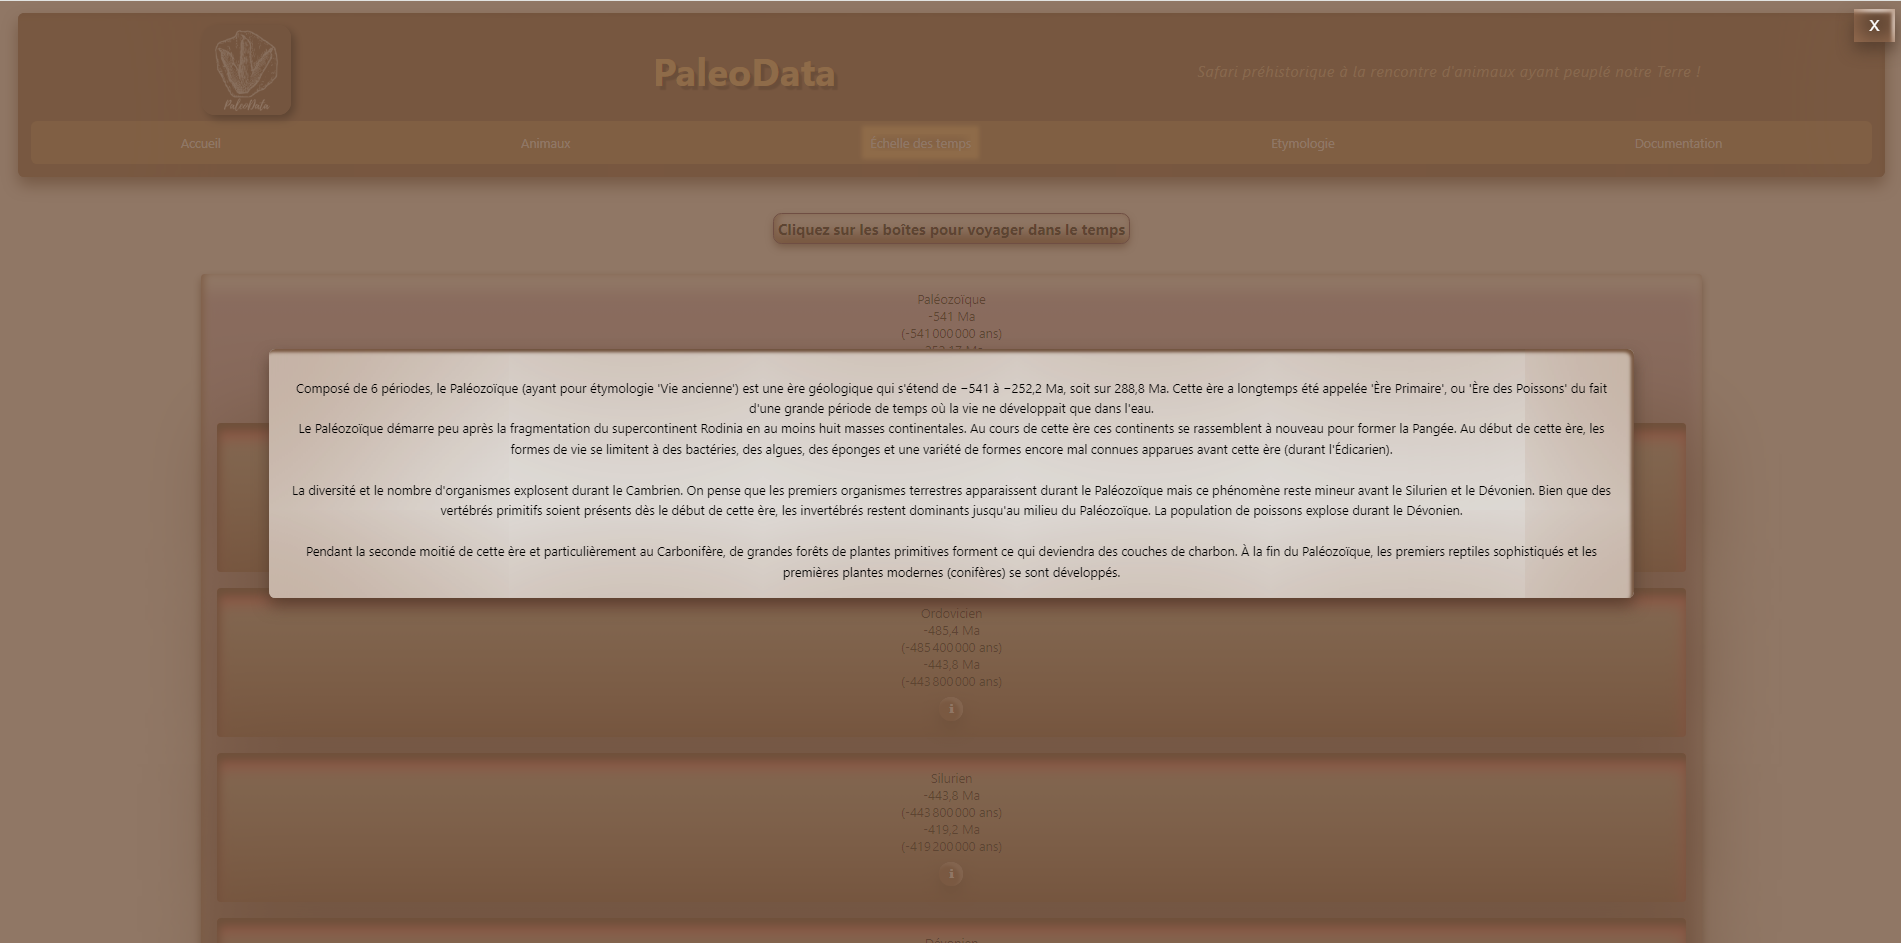 X
PaleoData
PaleoData
Safari préhistorique à la rencontre d'animaux ayant peuplé notre Terre !
Accueil
Animaux
Échelle des temps
Etymologie
Documentation
Cliquez sur les boîtes pour voyager dans le temps
Paléozoïque
-541 Ma
(-541 000 000 ans)
Composé de 6 périodes, le Paléozoïque (ayant pour étymologie 'Vie ancienne') est une ère géologique qui s'étend de −541 à −252,2 Ma, soit sur 288,8 Ma. Cette ère a longtemps été appelée 'Ère Primaire', ou 'Ère des Poissons' du fait
d'une grande période de temps où la vie ne développait que dans l'eau.
Le Paléozoïque démarre peu après la fragmentation du supercontinent Rodinia en au moins huit masses continentales. Au cours de cette ère ces continents se rassemblent à nouveau pour former la Pangée. Au début de cette ère, les
formes de vie se limitent à des bactéries, des algues, des éponges et une variété de formes encore mal connues apparues avant cette ère (durant l'Édicarien).
La diversité et le nombre d'organismes explosent durant le Cambrien. On pense que les premiers organismes terrestres apparaissent durant le Paléozoïque mais ce phénomène reste mineur avant le Silurien et le Dévonien. Bien que des
vertébrés primitifs soient présents dès le début de cette ère, les invertébrés restent dominants jusqu'au milieu du Paléozoïque. La population de poissons explose durant le Dévonien.
Pendant la seconde moitié de cette ère et particulièrement au Carbonifère, de grandes forêts de plantes primitives forment ce qui deviendra des couches de charbon. À la fin du Paléozoïque, les premiers reptiles sophistiqués et les
premières plantes modernes (conifères) se sont développés.
Ordovicien
-485,4 Ma
(-485 400 000 ans)
-443,8 Ma
(-443 800 000 ans)
i
Silurien
-443,8 Ma
(-443 800 000 ans)
-419,2 Ma
(-419 200 000 ans)
i